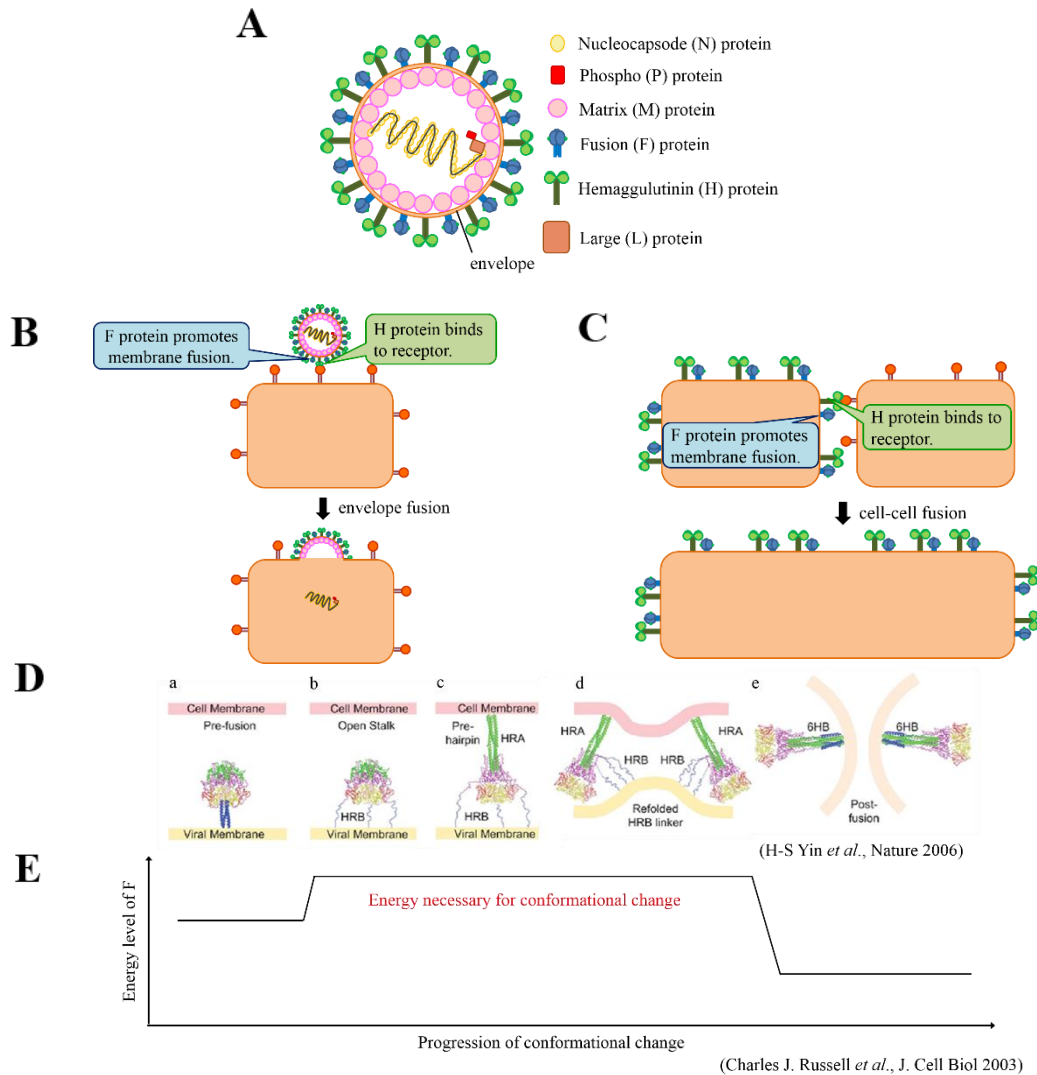 A
Nucleocapsode (N) protein
Phospho (P) protein
Matrix (M) protein
Fusion (F) protein
Hemaggulutinin (H) protein
Large (L) protein
envelope
B
F protein promotes
membrane fusion.
H protein binds
to receptor.
envelope fusion
C
F protein promotes
membrane fusion.
H protein binds to
receptor.
cell-cell fusion
D
a
Cell Membrane
Pre-fusion
Viral Membrane
b
Cell Membrane
Open Stalk
HRB
Viral Membrane
c
Cell Membrane
Pre-
hairpin
HRA
HRB
Viral Membrane
d
HRA
HRA
HRB
HRB
Refolded
HRB linker
e
6HB
6HB
Post-
fusion
(H-S Yin et al., Nature 2006)
E
Energy level of F
Energy necessary for conformational change
Progression of conformational change
(Charles J. Russell et al., J. Cell Biol 2003)